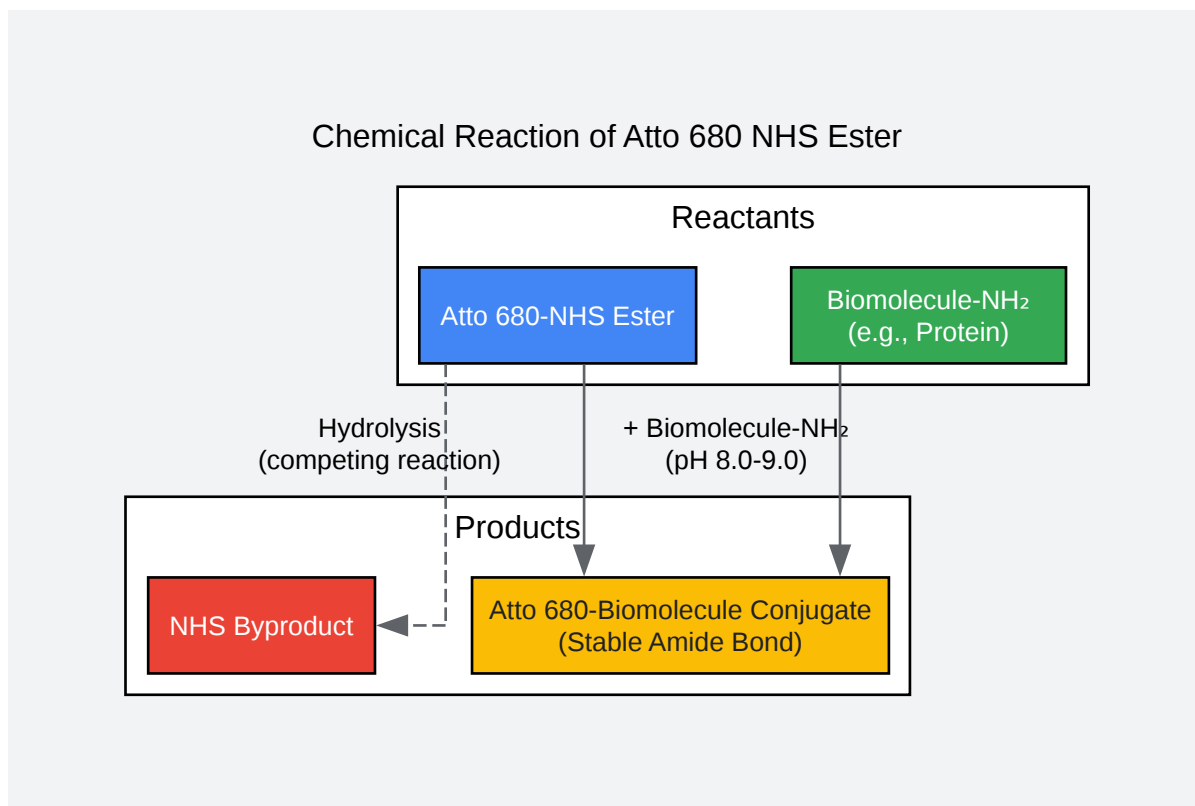 Chemical Reaction of Atto 680 NHS Ester
Reactants
Atto 680-NHS Ester
Biomolecule-NH₂
(e.g., Protein)
Hydrolysis
(competing reaction)
+ Biomolecule-NH₂
(pH 8.0-9.0)
Products
NHS Byproduct
Atto 680-Biomolecule Conjugate
(Stable Amide Bond)